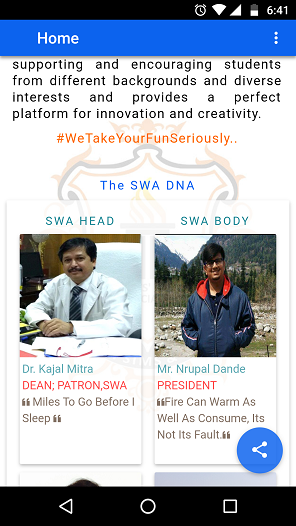 6:41
Home
supporting and encouraging students
from different backgrounds and diverse
interests and provides a perfect
platform for innovation and creativity.
#WeTakeYourFunSeriously..
The SWA DNA
SWA HEAD
SWA BODY
Dr. Kajal Mitra
DEAN; PATRON,SWA
❝ Miles To Go Before I
Sleep ❝
Mr. Nrupal Dande
PRESIDENT
❝Fire Can Warm As
Well As Consume, Its
Not Its Fault.❝